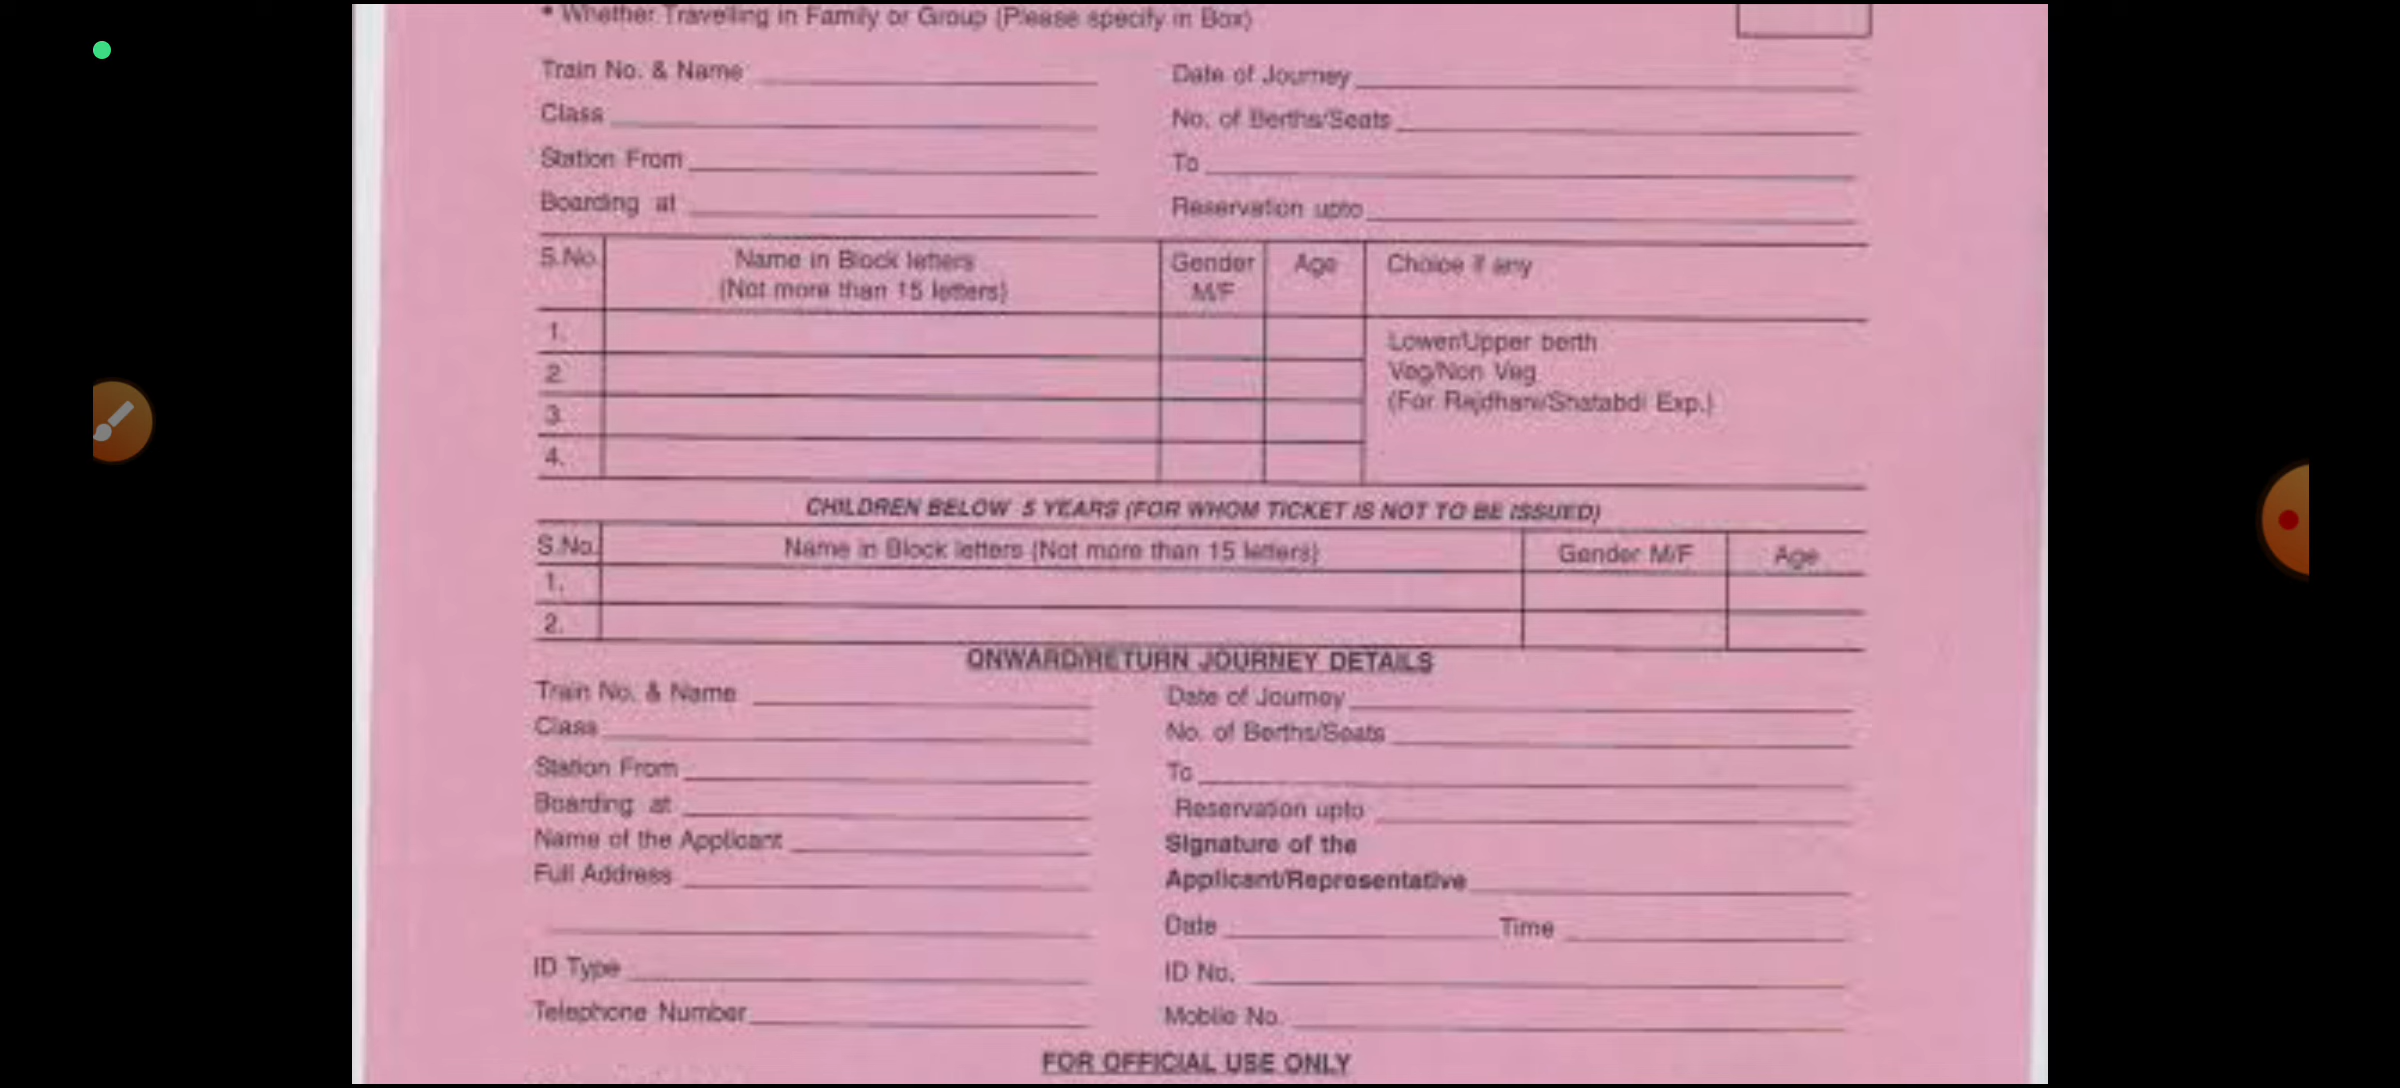 * Whether Travelling in Family or Group (Please specify in Box)
Train No. & Name
Date of Journey
Class
No. of Berths/Seats
Station From
To
Boarding at
Reservation upto
S.No. Name in Block letters (Not more than 15 letters) Gender M/F Age Choice if any
1.
2.
3.
4.
Lower/Upper berth
Veg/Non Veg
(For Rajdhani/Shatabdi Exp.)
CHILDREN BELOW 5 YEARS (FOR WHOM TICKET IS NOT TO BE ISSUED)
S.No. Name in Block letters (Not more than 15 letters) Gender M/F Age
1.
2.
ONWARD/RETURN JOURNEY DETAILS
Train No. & Name
Date of Journey
Class
No. of Berths/Seats
Station From
To
Boarding at
Reservation upto
Name of the Applicant
Signature of the
Full Address
Applicant/Representative
Date Time
ID Type
ID No.
Telephone Number
Mobile No.
FOR OFFICIAL USE ONLY